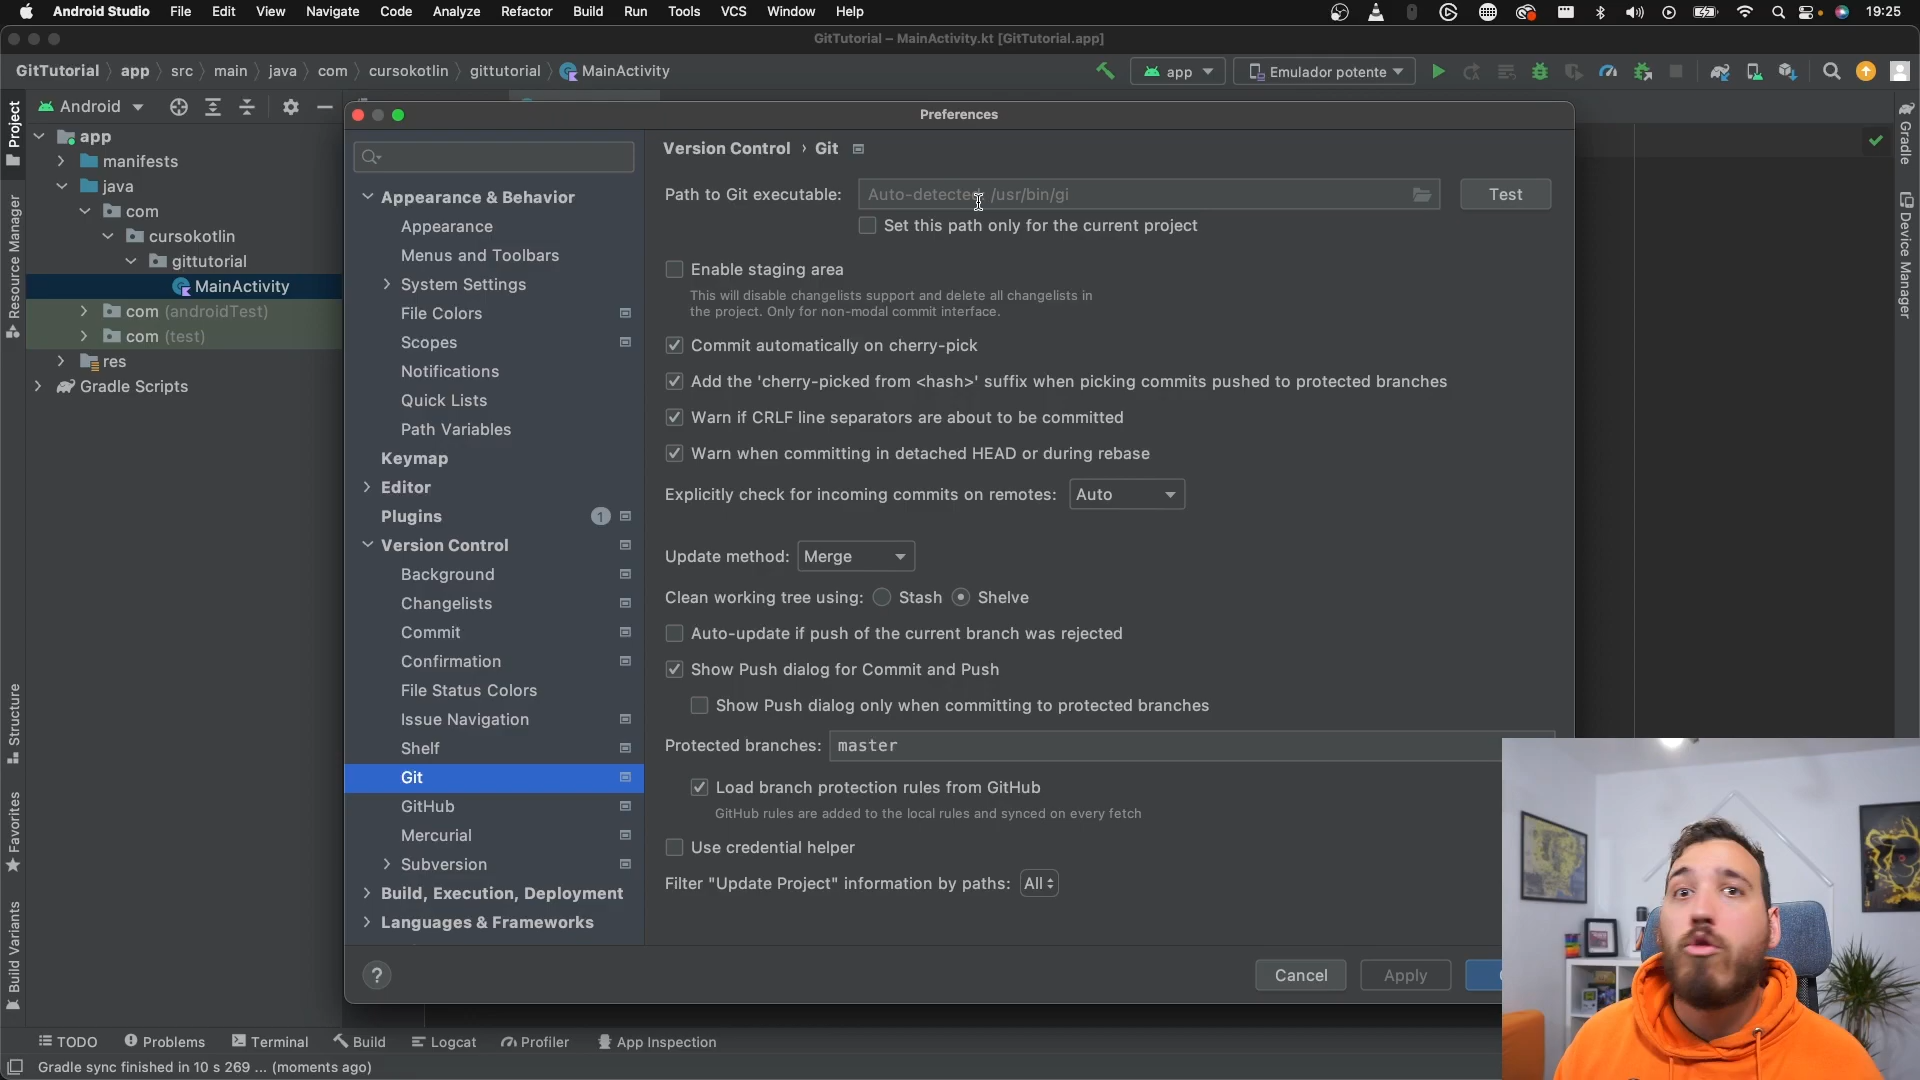 Android Studio File Edit View Navigate Code Analyze Refactor Build Run Tools VCS Window Help 19:25
GitTutorial – MainActivity.kt [GitTutorial.app]
GitTutorial app src main java com cursokotlin gittutorial MainActivity app Emulador potente
Project
Resource Manager
Structure
Favorites
Build Variants
Android
app
manifests
java
com
cursokotlin
gittutorial
MainActivity
com (androidTest)
com (test)
res
Gradle Scripts
Preferences
Appearance & Behavior
Appearance
Menus and Toolbars
System Settings
File Colors
Scopes
Notifications
Quick Lists
Path Variables
Keymap
Editor
Plugins 1
Version Control
Background
Changelists
Commit
Confirmation
File Status Colors
Issue Navigation
Shelf
Git
GitHub
Mercurial
Subversion
Build, Execution, Deployment
Languages & Frameworks
Version Control › Git
Path to Git executable: Auto-detected: /usr/bin/gi Test
Set this path only for the current project
Enable staging area
This will disable changelists support and delete all changelists in
the project. Only for non-modal commit interface.
Commit automatically on cherry-pick
Add the 'cherry-picked from <hash>' suffix when picking commits pushed to protected branches
Warn if CRLF line separators are about to be committed
Warn when committing in detached HEAD or during rebase
Explicitly check for incoming commits on remotes: Auto
Update method: Merge
Clean working tree using: Stash Shelve
Auto-update if push of the current branch was rejected
Show Push dialog for Commit and Push
Show Push dialog only when committing to protected branches
Protected branches: master
Load branch protection rules from GitHub
GitHub rules are added to the local rules and synced on every fetch
Use credential helper
Filter "Update Project" information by paths: All
? Cancel Apply
Gradle
Device Manager
TODO Problems Terminal Build Logcat Profiler App Inspection
Gradle sync finished in 10 s 269 ... (moments ago)